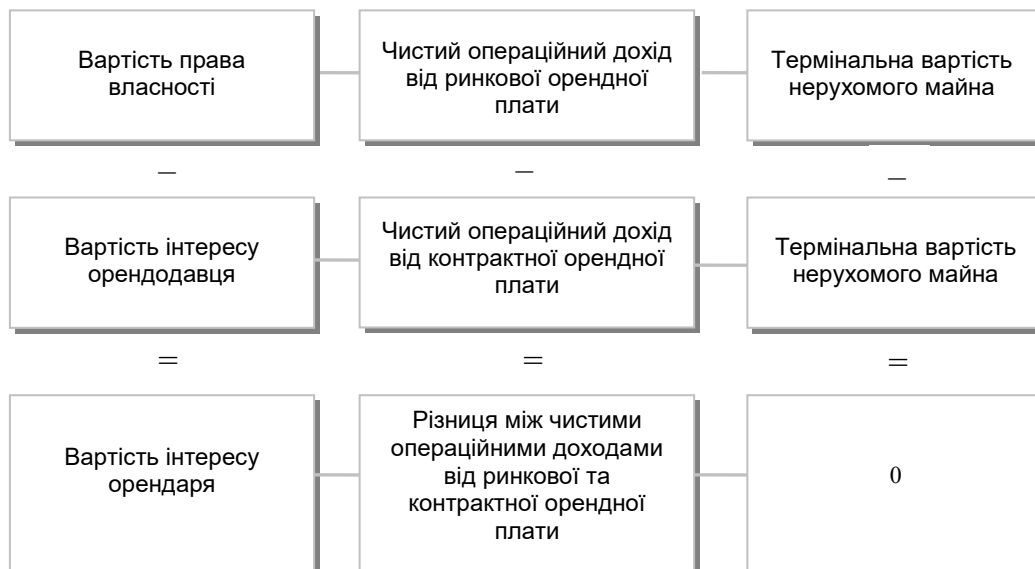 Вартість права
власності
Чистий операційний дохід
від ринкової орендної
плати
Термінальна вартість
нерухомого майна
–
–
–
Вартість інтересу
орендодавця
Чистий операційний дохід
від контрактної орендної
плати
Термінальна вартість
нерухомого майна
=
=
=
Вартість інтересу
орендаря
Різниця між чистими
операційними доходами
від ринкової та
контрактної орендної
плати
0